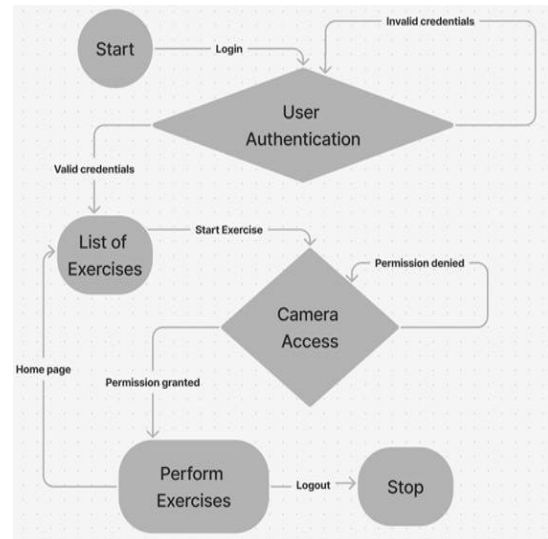 Invalid credentials
Start
Login
User
Authentication
Valid credentials
List of
Exercises
Start Exercise
Permission denied
Camera
Access
Home page
Permission granted
Perform
Exercises
Logout
Stop